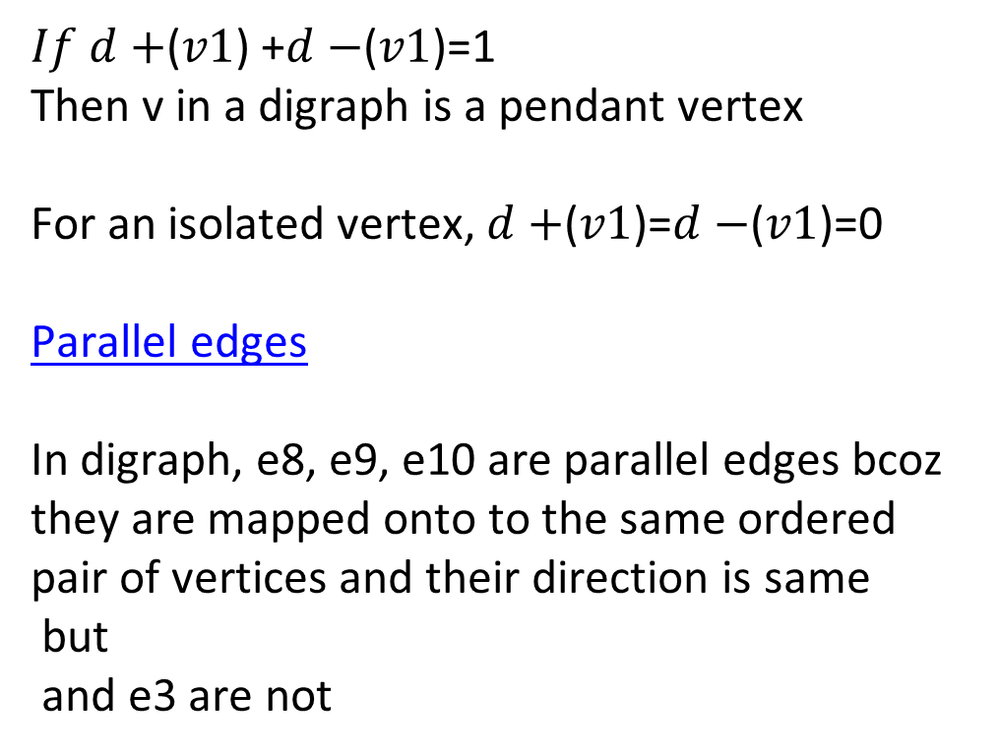 If d +(v1) +d −(v1)=1
Then v in a digraph is a pendant vertex
For an isolated vertex, d +(v1)=d −(v1)=0
Parallel edges
In digraph, e8, e9, e10 are parallel edges bcoz
they are mapped onto to the same ordered
pair of vertices and their direction is same
but
and e3 are not